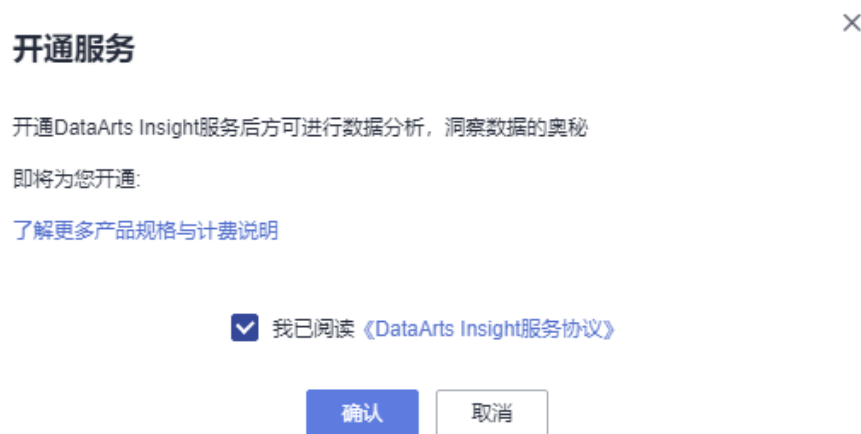 开通服务
开通DataArts Insight服务后方可进行数据分析，洞察数据的奥秘
即将为您开通:
了解更多产品规格与计费说明
我已阅读《DataArts Insight服务协议》
确认 取消